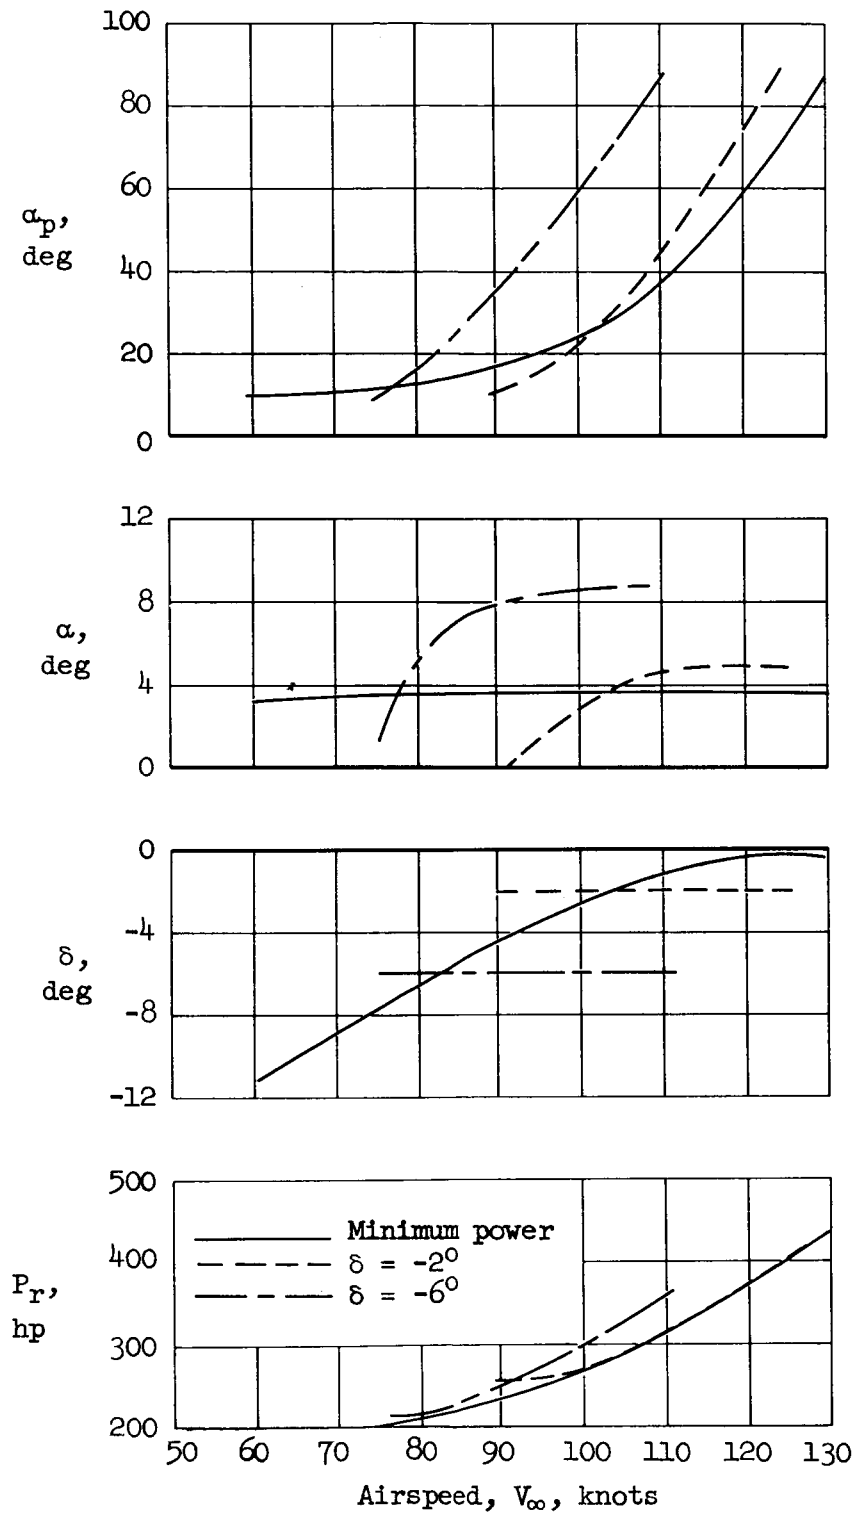 100
80
60
40
20
0
αp,
deg
12
8
4
0
α,
deg
0
-4
-8
-12
δ,
deg
500
400
300
200
Pr,
hp
Minimum power
δ = -2°
δ = -6°
50 60 70 80 90 100 110 120 130
Airspeed, V∞, knots